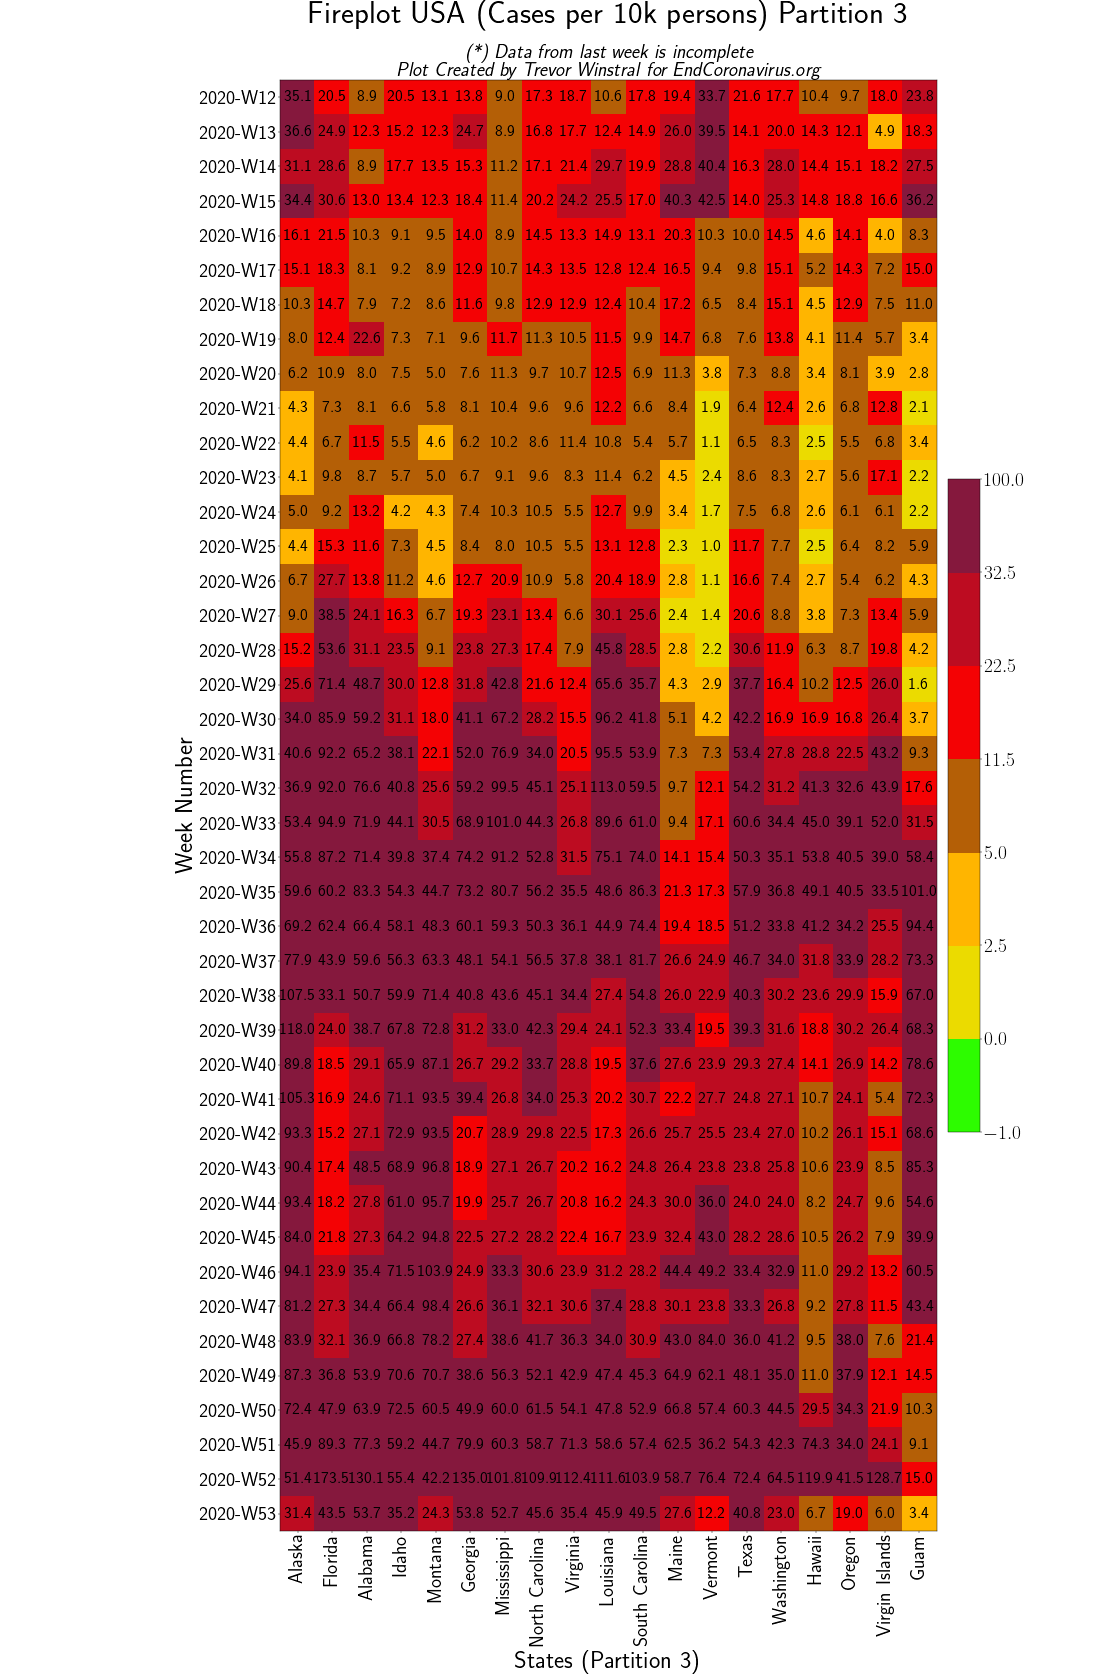 Fireplot USA (Cases per 10k persons) Partition 3
(*) Data from last week is incomplete
Plot Created by Trevor Winstral for EndCoronavirus.org
2020-W12 35.1 20.5 8.9 20.5 13.1 13.8 9.0 17.3 18.7 10.6 17.8 19.4 33.7 21.6 17.7 10.4 9.7 18.0 23.8
2020-W13 36.6 24.9 12.3 15.2 12.3 24.7 8.9 16.8 17.7 12.4 14.9 26.0 39.5 14.1 20.0 14.3 12.1 4.9 18.3
2020-W14 31.1 28.6 8.9 17.7 13.5 15.3 11.2 17.1 21.4 29.7 19.9 28.8 40.4 16.3 28.0 14.4 15.1 18.2 27.5
2020-W15 34.4 30.6 13.0 13.4 12.3 18.4 11.4 20.2 24.2 25.5 17.0 40.3 42.5 14.0 25.3 14.8 18.8 16.6 36.2
2020-W16 16.1 21.5 10.3 9.1 9.5 14.0 8.9 14.5 13.3 14.9 13.1 20.3 10.3 10.0 14.5 4.6 14.1 4.0 8.3
2020-W17 15.1 18.3 8.1 9.2 8.9 12.9 10.7 14.3 13.5 12.8 12.4 16.5 9.4 9.8 15.1 5.2 14.3 7.2 15.0
2020-W18 10.3 14.7 7.9 7.2 8.6 11.6 9.8 12.9 12.9 12.4 10.4 17.2 6.5 8.4 15.1 4.5 12.9 7.5 11.0
2020-W19 8.0 12.4 22.6 7.3 7.1 9.6 11.7 11.3 10.5 11.5 9.9 14.7 6.8 7.6 13.8 4.1 11.4 5.7 3.4
2020-W20 6.2 10.9 8.0 7.5 5.0 7.6 11.3 9.7 10.7 12.5 6.9 11.3 3.8 7.3 8.8 3.4 8.1 3.9 2.8
2020-W21 4.3 7.3 8.1 6.6 5.8 8.1 10.4 9.6 9.6 12.2 6.6 8.4 1.9 6.4 12.4 2.6 6.8 12.8 2.1
2020-W22 4.4 6.7 11.5 5.5 4.6 6.2 10.2 8.6 11.4 10.8 5.4 5.7 1.1 6.5 8.3 2.5 5.5 6.8 3.4
2020-W23 4.1 9.8 8.7 5.7 5.0 6.7 9.1 9.6 8.3 11.4 6.2 4.5 2.4 8.6 8.3 2.7 5.6 17.1 2.2
2020-W24 5.0 9.2 13.2 4.2 4.3 7.4 10.3 10.5 5.5 12.7 9.9 3.4 1.7 7.5 6.8 2.6 6.1 6.1 2.2
2020-W25 4.4 15.3 11.6 7.3 4.5 8.4 8.0 10.5 5.5 13.1 12.8 2.3 1.0 11.7 7.7 2.5 6.4 8.2 5.9
2020-W26 6.7 27.7 13.8 11.2 4.6 12.7 20.9 10.9 5.8 20.4 18.9 2.8 1.1 16.6 7.4 2.7 5.4 6.2 4.3
2020-W27 9.0 38.5 24.1 16.3 6.7 19.3 23.1 13.4 6.6 30.1 25.6 2.4 1.4 20.6 8.8 3.8 7.3 13.4 5.9
2020-W28 15.2 53.6 31.1 23.5 9.1 23.8 27.3 17.4 7.9 45.8 28.5 2.8 2.2 30.6 11.9 6.3 8.7 19.8 4.2
2020-W29 25.6 71.4 48.7 30.0 12.8 31.8 42.8 21.6 12.4 65.6 35.7 4.3 2.9 37.7 16.4 10.2 12.5 26.0 1.6
2020-W30 34.0 85.9 59.2 31.1 18.0 41.1 67.2 28.2 15.5 96.2 41.8 5.1 4.2 42.2 16.9 16.9 16.8 26.4 3.7
2020-W31 40.6 92.2 65.2 38.1 22.1 52.0 76.9 34.0 20.5 95.5 53.9 7.3 7.3 53.4 27.8 28.8 22.5 43.2 9.3
2020-W32 36.9 92.0 76.6 40.8 25.6 59.2 99.5 45.1 25.1 113.0 59.5 9.7 12.1 54.2 31.2 41.3 32.6 43.9 17.6
2020-W33 53.4 94.9 71.9 44.1 30.5 68.9 101.0 44.3 26.8 89.6 61.0 9.4 17.1 60.6 34.4 45.0 39.1 52.0 31.5
2020-W34 55.8 87.2 71.4 39.8 37.4 74.2 91.2 52.8 31.5 75.1 74.0 14.1 15.4 50.3 35.1 53.8 40.5 39.0 58.4
2020-W35 59.6 60.2 83.3 54.3 44.7 73.2 80.7 56.2 35.5 48.6 86.3 21.3 17.3 57.9 36.8 49.1 40.5 33.5 101.0
2020-W36 69.2 62.4 66.4 58.1 48.3 60.1 59.3 50.3 36.1 44.9 74.4 19.4 18.5 51.2 33.8 41.2 34.2 25.5 94.4
2020-W37 77.9 43.9 59.6 56.3 63.3 48.1 54.1 56.5 37.8 38.1 81.7 26.6 24.9 46.7 34.0 31.8 33.9 28.2 73.3
2020-W38 107.5 33.1 50.7 59.9 71.4 40.8 43.6 45.1 34.4 27.4 54.8 26.0 22.9 40.3 30.2 23.6 29.9 15.9 67.0
2020-W39 118.0 24.0 38.7 67.8 72.8 31.2 33.0 42.3 29.4 24.1 52.3 33.4 19.5 39.3 31.6 18.8 30.2 26.4 68.3
2020-W40 89.8 18.5 29.1 65.9 87.1 26.7 29.2 33.7 28.8 19.5 37.6 27.6 23.9 29.3 27.4 14.1 26.9 14.2 78.6
2020-W41 105.3 16.9 24.6 71.1 93.5 39.4 26.8 34.0 25.3 20.2 30.7 22.2 27.7 24.8 27.1 10.7 24.1 5.4 72.3
2020-W42 93.3 15.2 27.1 72.9 93.5 20.7 28.9 29.8 22.5 17.3 26.6 25.7 25.5 23.4 27.0 10.2 26.1 15.1 68.6
2020-W43 90.4 17.4 48.5 68.9 96.8 18.9 27.1 26.7 20.2 16.2 24.8 26.4 23.8 23.8 25.8 10.6 23.9 8.5 85.3
2020-W44 93.4 18.2 27.8 61.0 95.7 19.9 25.7 26.7 20.8 16.2 24.3 30.0 36.0 24.0 24.0 8.2 24.7 9.6 54.6
2020-W45 84.0 21.8 27.3 64.2 94.8 22.5 27.2 28.2 22.4 16.7 23.9 32.4 43.0 28.2 28.6 10.5 26.2 7.9 39.9
2020-W46 94.1 23.9 35.4 71.5 103.9 24.9 33.3 30.6 23.9 31.2 28.2 44.4 49.2 33.4 32.9 11.0 29.2 13.2 60.5
2020-W47 81.2 27.3 34.4 66.4 98.4 26.6 36.1 32.1 30.6 37.4 28.8 30.1 23.8 33.3 26.8 9.2 27.8 11.5 43.4
2020-W48 83.9 32.1 36.9 66.8 78.2 27.4 38.6 41.7 36.3 34.0 30.9 43.0 84.0 36.0 41.2 9.5 38.0 7.6 21.4
2020-W49 87.3 36.8 53.9 70.6 70.7 38.6 56.3 52.1 42.9 47.4 45.3 64.9 62.1 48.1 35.0 11.0 37.9 12.1 14.5
2020-W50 72.4 47.9 63.9 72.5 60.5 49.9 60.0 61.5 54.1 47.8 52.9 66.8 57.4 60.3 44.5 29.5 34.3 21.9 10.3
2020-W51 45.9 89.3 77.3 59.2 44.7 79.9 60.3 58.7 71.3 58.6 57.4 62.5 36.2 54.3 42.3 74.3 34.0 24.1 9.1
2020-W52 51.4 173.5 130.1 55.4 42.2 135.0 101.8 109.9 112.4 111.6 103.9 58.7 76.4 72.4 64.5 119.9 41.5 128.7 15.0
2020-W53 31.4 43.5 53.7 35.2 24.3 53.8 52.7 45.6 35.4 45.9 49.5 27.6 12.2 40.8 23.0 6.7 19.0 6.0 3.4
Week Number
Alaska
Florida
Alabama
Idaho
Montana
Georgia
Mississippi
North Carolina
Virginia
Louisiana
South Carolina
Maine
Vermont
Texas
Washington
Hawaii
Oregon
Virgin Islands
Guam
States (Partition 3)
100.0
32.5
22.5
11.5
5.0
2.5
0.0
−1.0